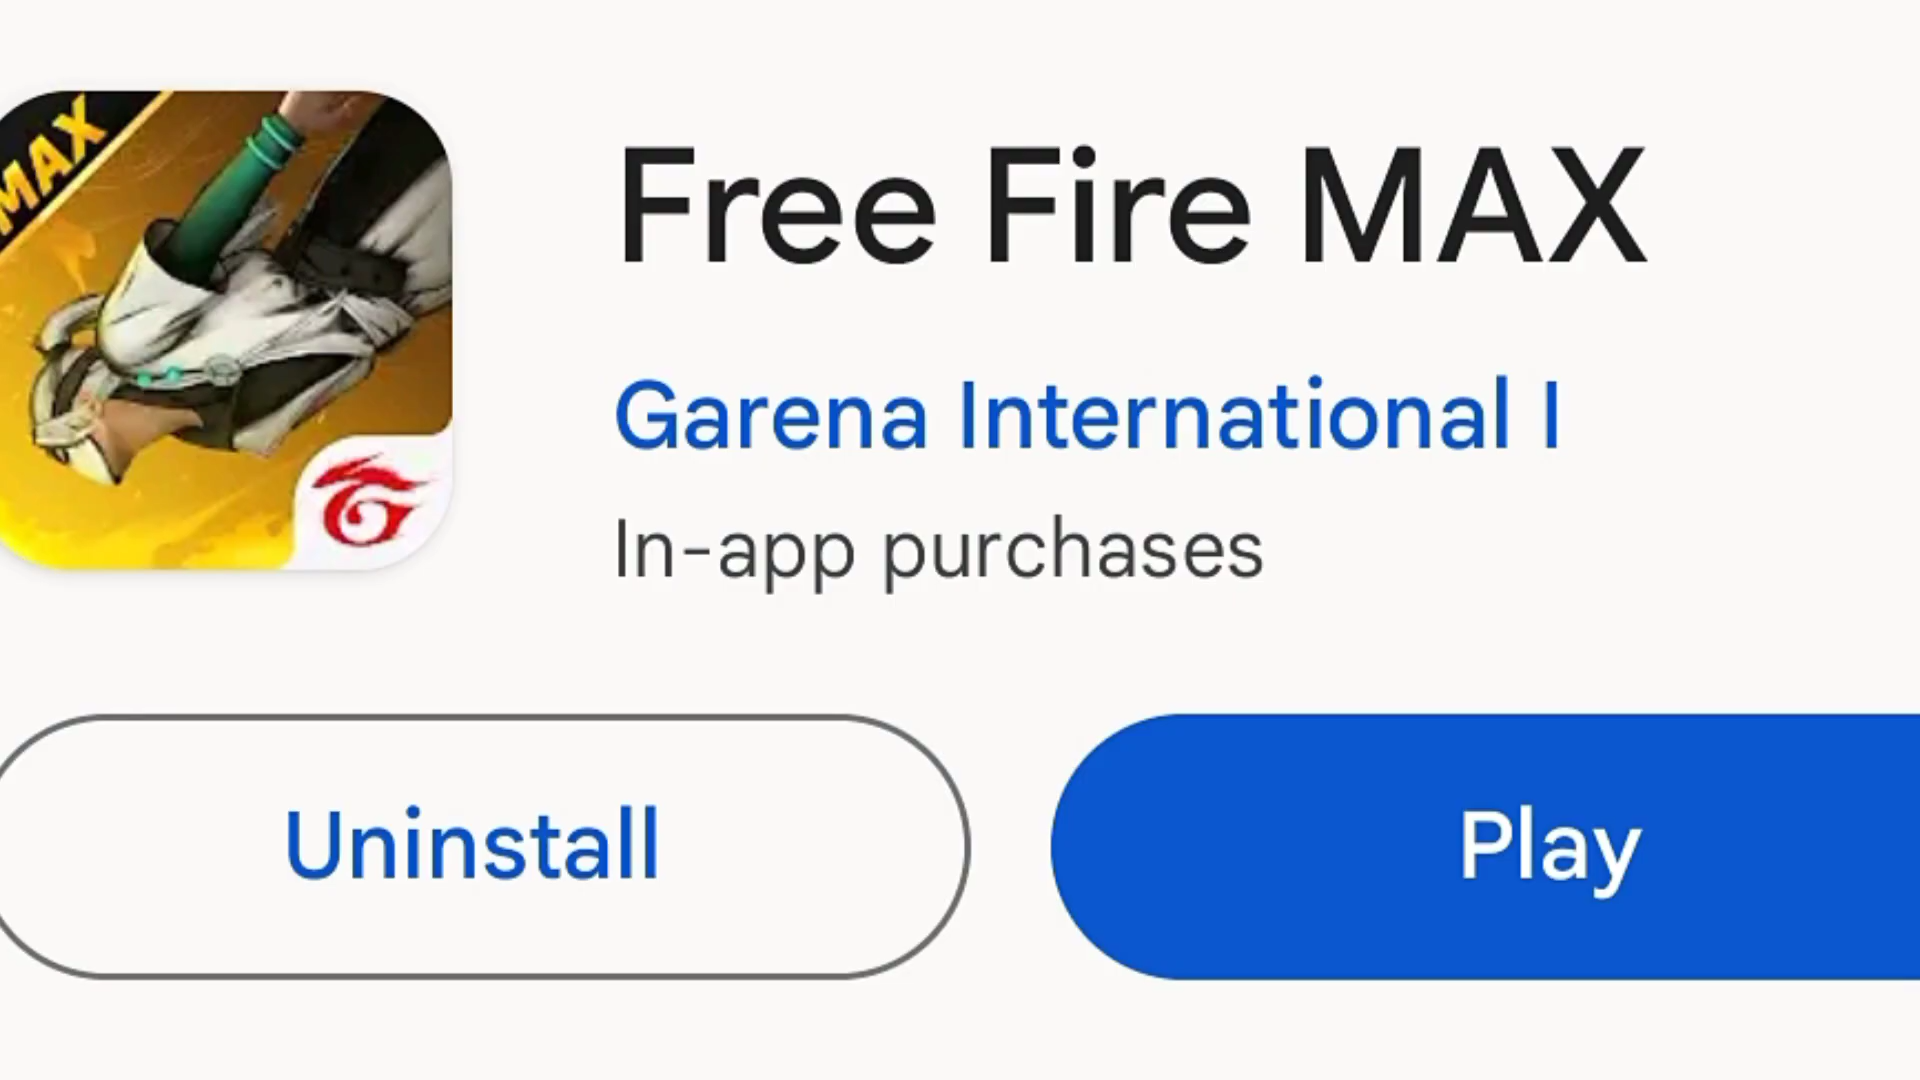 MAX
Free Fire MAX
Garena International I
In-app purchases
Uninstall
Play